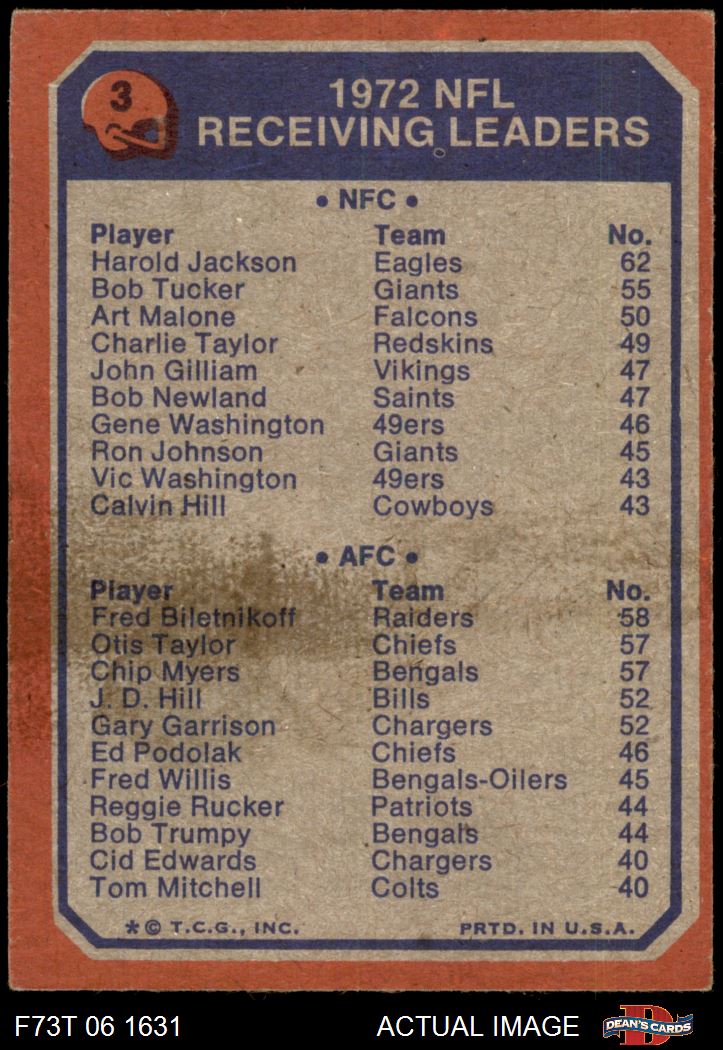 3
1972 NFL
RECEIVING LEADERS
• NFC •
Player Team No.
Harold Jackson Eagles 62
Bob Tucker Giants 55
Art Malone Falcons 50
Charlie Taylor Redskins 49
John Gilliam Vikings 47
Bob Newland Saints 47
Gene Washington 49ers 46
Ron Johnson Giants 45
Vic Washington 49ers 43
Calvin Hill Cowboys 43
• AFC •
Player Team No.
Fred Biletnikoff Raiders 58
Otis Taylor Chiefs 57
Chip Myers Bengals 57
J. D. Hill Bills 52
Gary Garrison Chargers 52
Ed Podolak Chiefs 46
Fred Willis Bengals-Oilers 45
Reggie Rucker Patriots 44
Bob Trumpy Bengals 44
Cid Edwards Chargers 40
Tom Mitchell Colts 40
*© T.C.G., INC. PRTD. IN U.S.A.
F73T 06 1631 ACTUAL IMAGE D DEAN'S CARDS